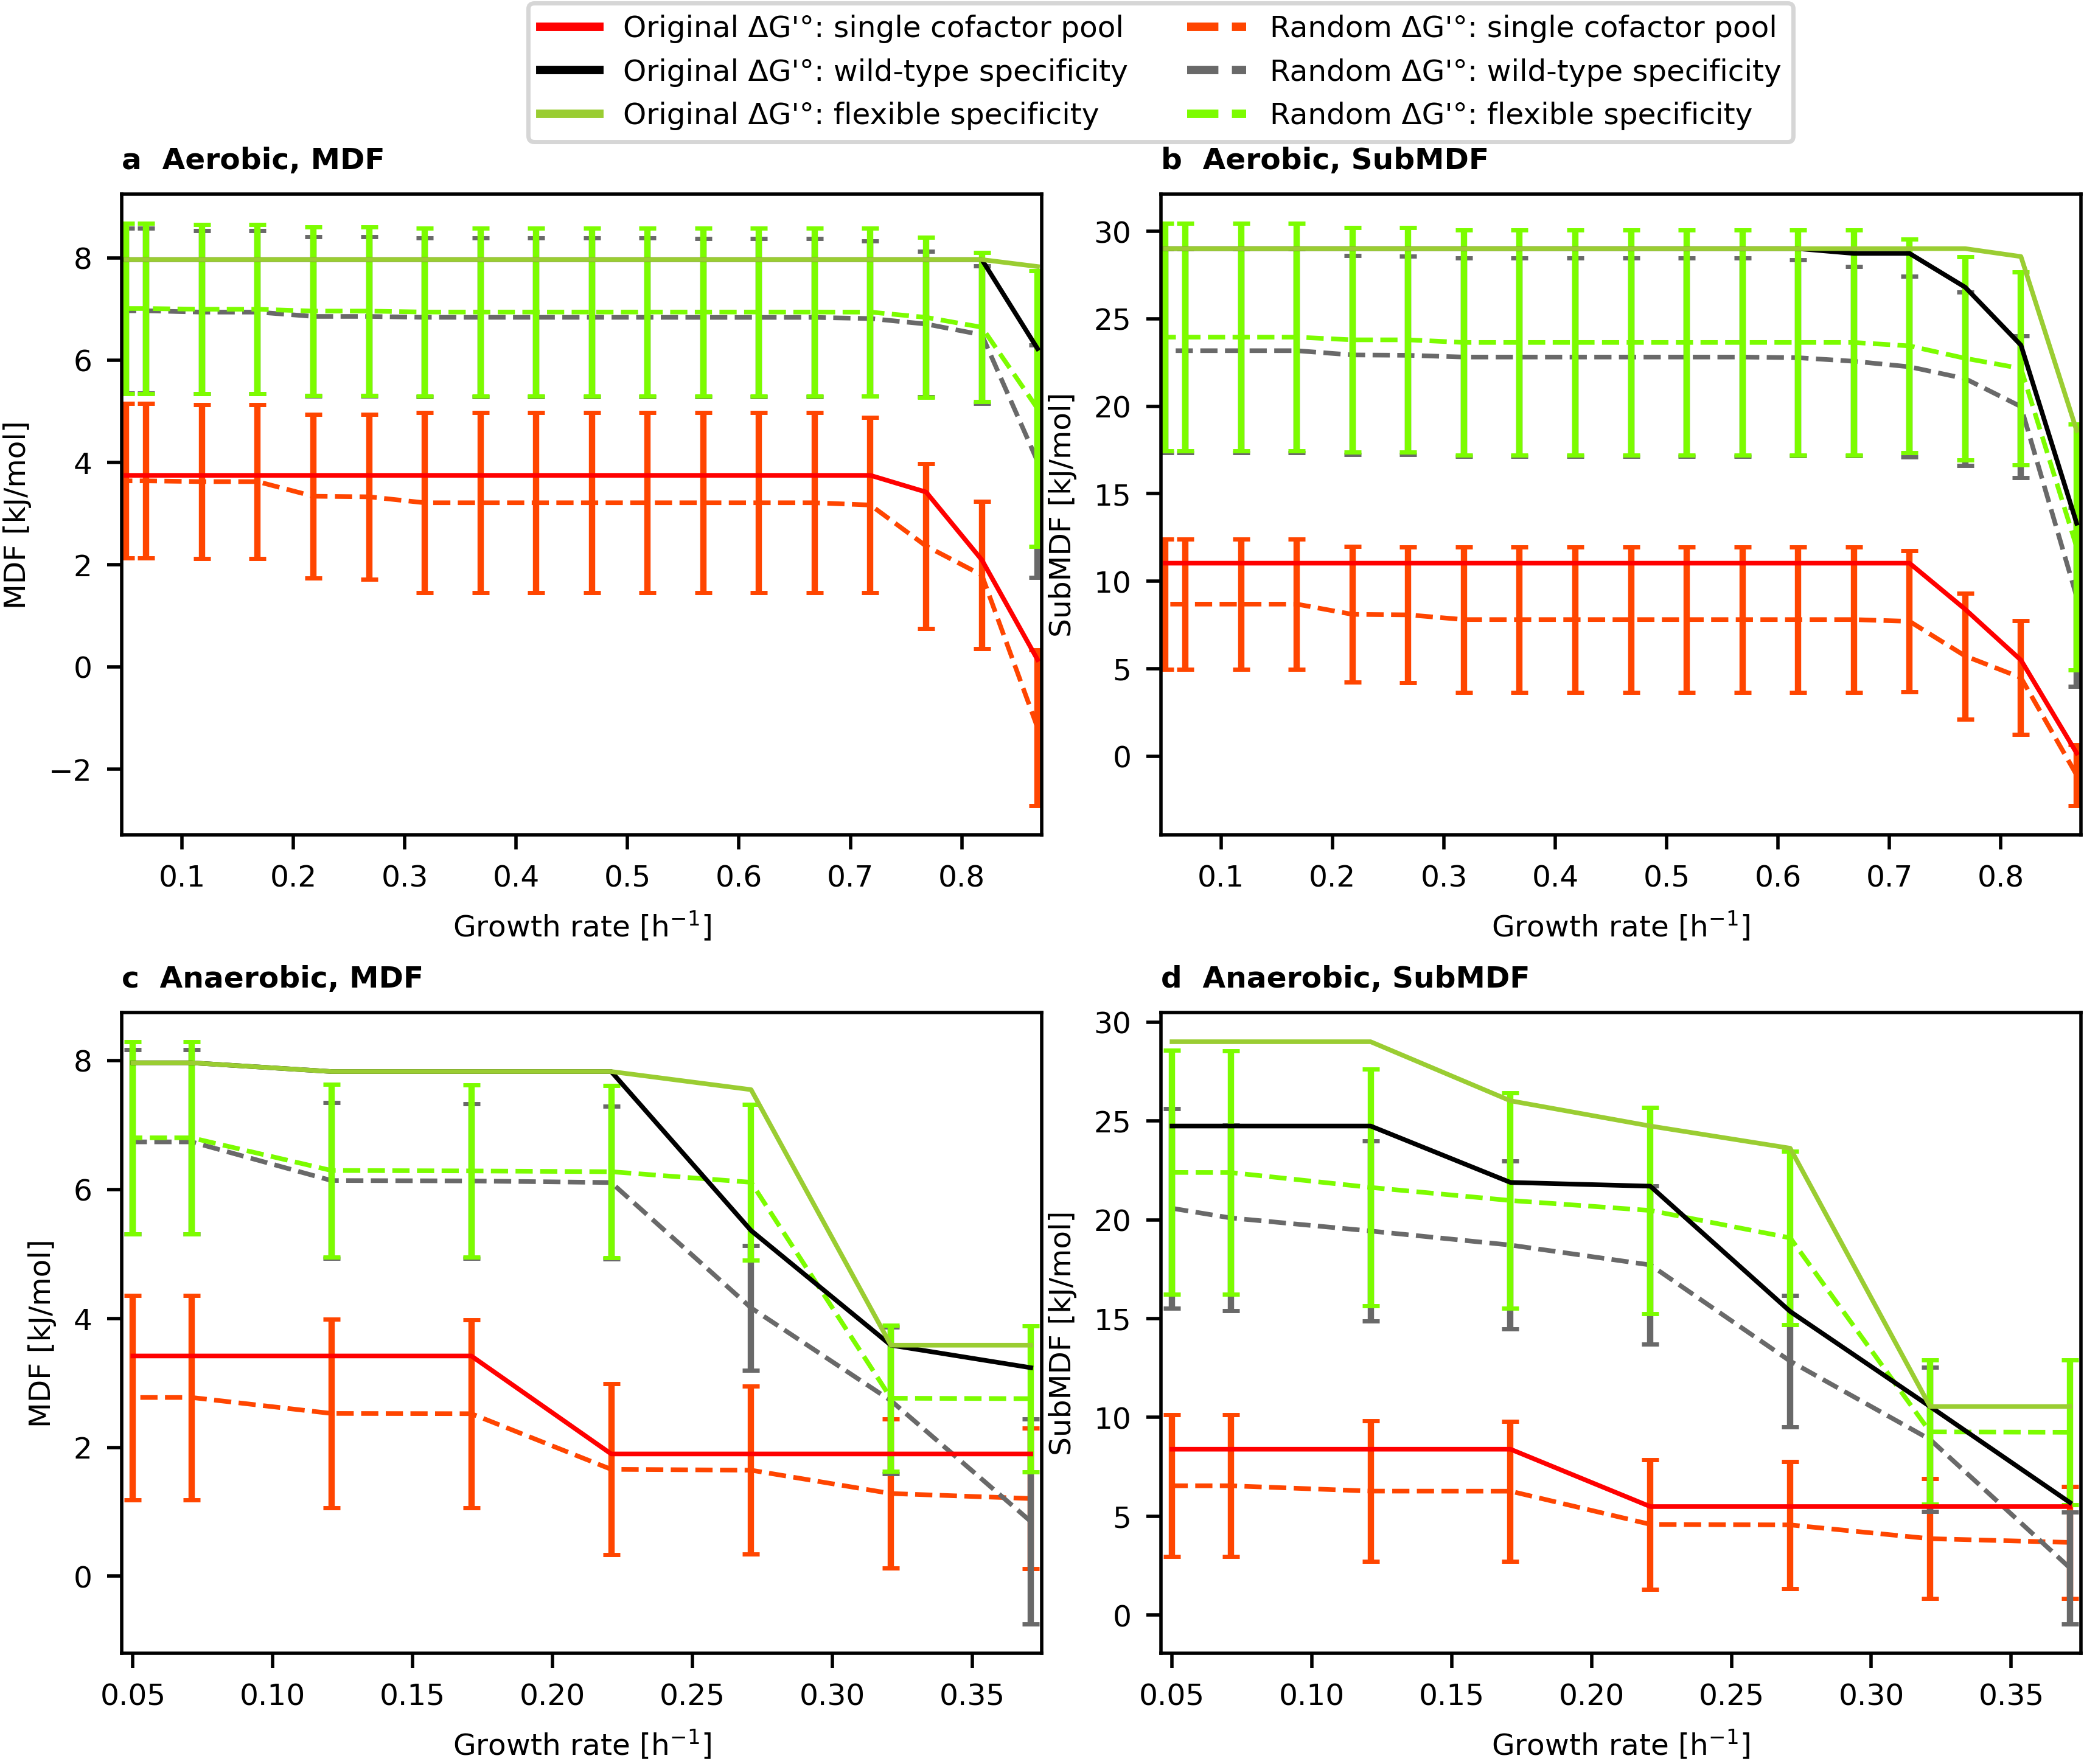 Original ΔG'°: single cofactor pool
Original ΔG'°: wild-type specificity
Original ΔG'°: flexible specificity
Random ΔG'°: single cofactor pool
Random ΔG'°: wild-type specificity
Random ΔG'°: flexible specificity
a Aerobic, MDF
MDF [kJ/mol]
8
6
4
2
0
−2
0.1 0.2 0.3 0.4 0.5 0.6 0.7 0.8
Growth rate [h⁻¹]
b Aerobic, SubMDF
SubMDF [kJ/mol]
30
25
20
15
10
5
0
0.1 0.2 0.3 0.4 0.5 0.6 0.7 0.8
Growth rate [h⁻¹]
c Anaerobic, MDF
MDF [kJ/mol]
8
6
4
2
0
0.05 0.10 0.15 0.20 0.25 0.30 0.35
Growth rate [h⁻¹]
d Anaerobic, SubMDF
SubMDF [kJ/mol]
30
25
20
15
10
5
0
0.05 0.10 0.15 0.20 0.25 0.30 0.35
Growth rate [h⁻¹]